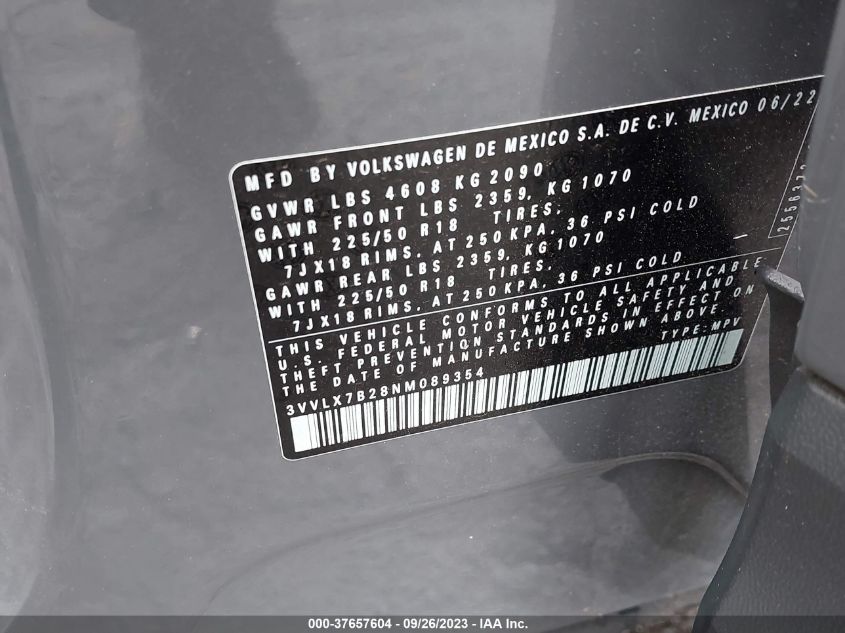 MFD BY VOLKSWAGEN DE MEXICO S.A. DE C.V. MEXICO 06/22
GVWR LBS 4608 KG 2090
GAWR FRONT LBS 2359, KG 1070
WITH 225/50 R18 TIRES,
7JX18 RIMS, AT 250 KPA, 36 PSI COLD
GAWR REAR LBS 2359, KG 1070
WITH 225/50 R18 TIRES,
7JX18 RIMS, AT 250 KPA, 36 PSI COLD
THIS VEHICLE CONFORMS TO ALL APPLICABLE
U.S. FEDERAL MOTOR VEHICLE SAFETY AND
THEFT PREVENTION STANDARDS IN EFFECT ON
THE DATE OF MANUFACTURE SHOWN ABOVE.
3VVLX7B28NM089354 TYPE: MPV
000-37657604 - 09/26/2023 - IAA Inc.